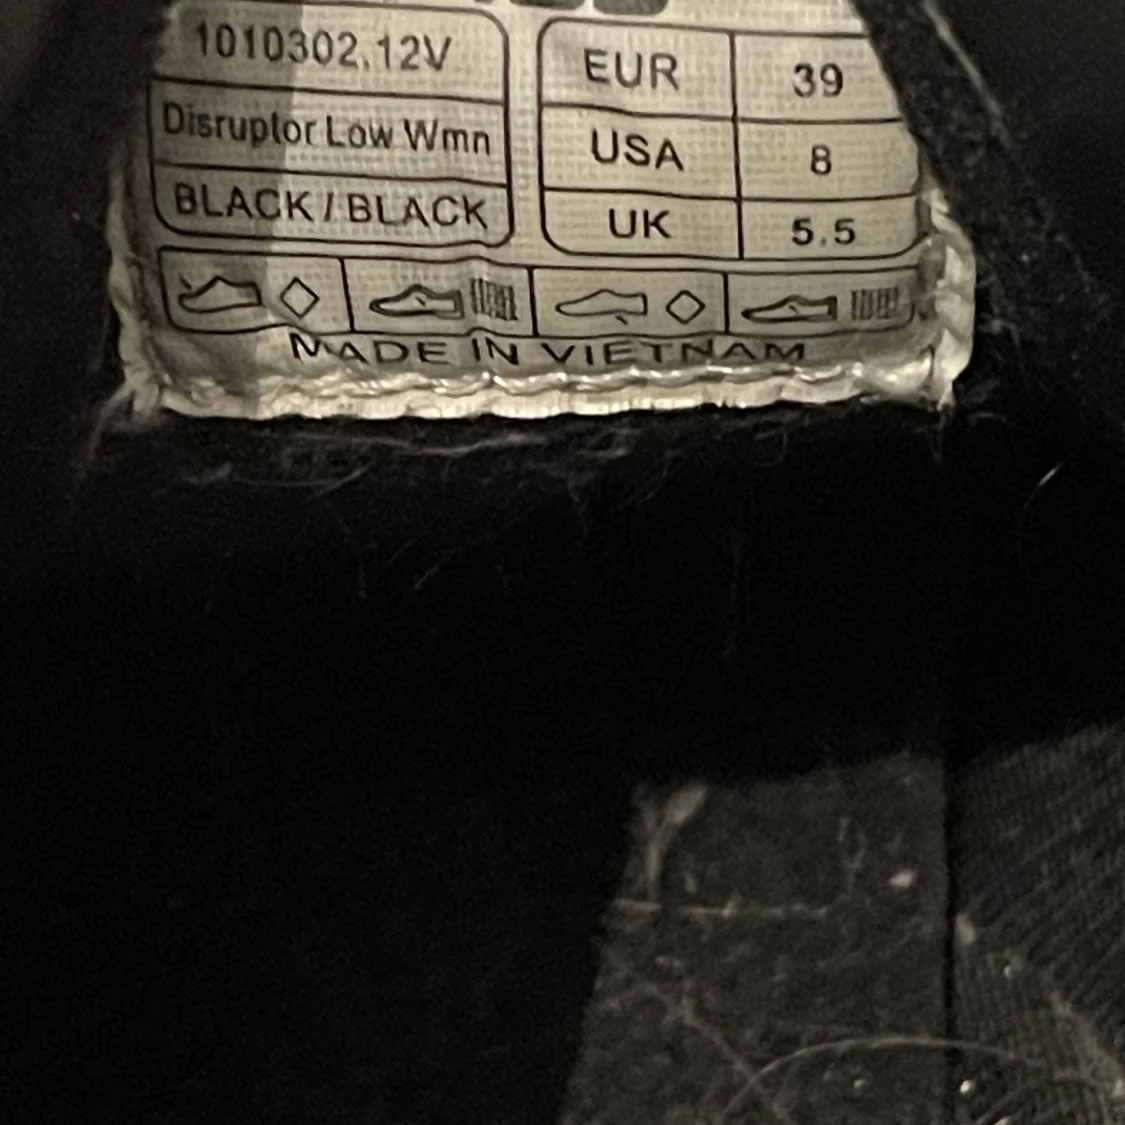 1010302.12V
Disruptor Low Wmn
BLACK / BLACK
EUR 39
USA 8
UK 5.5
MADE IN VIETNAM